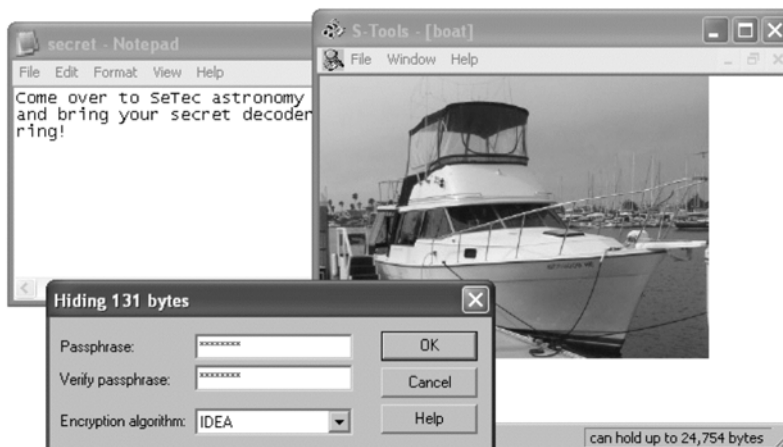 secret - Notepad
File Edit Format View Help
Come over to SeTec astronomy
and bring your secret decoder
ring!
S-Tools - [boat]
File Window Help
Hiding 131 bytes
Passphrase: ********
Verify passphrase: ********
Encryption algorithm: IDEA
OK
Cancel
Help
can hold up to 24,754 bytes